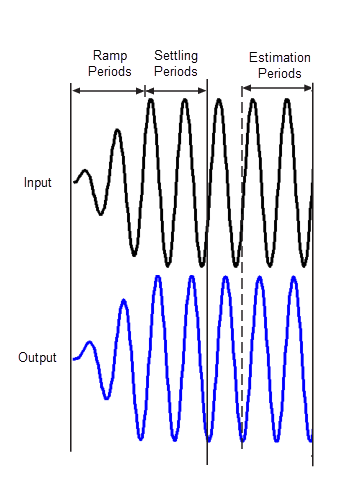 Ramp
Periods
Settling
Periods
Estimation
Periods
Input
Output